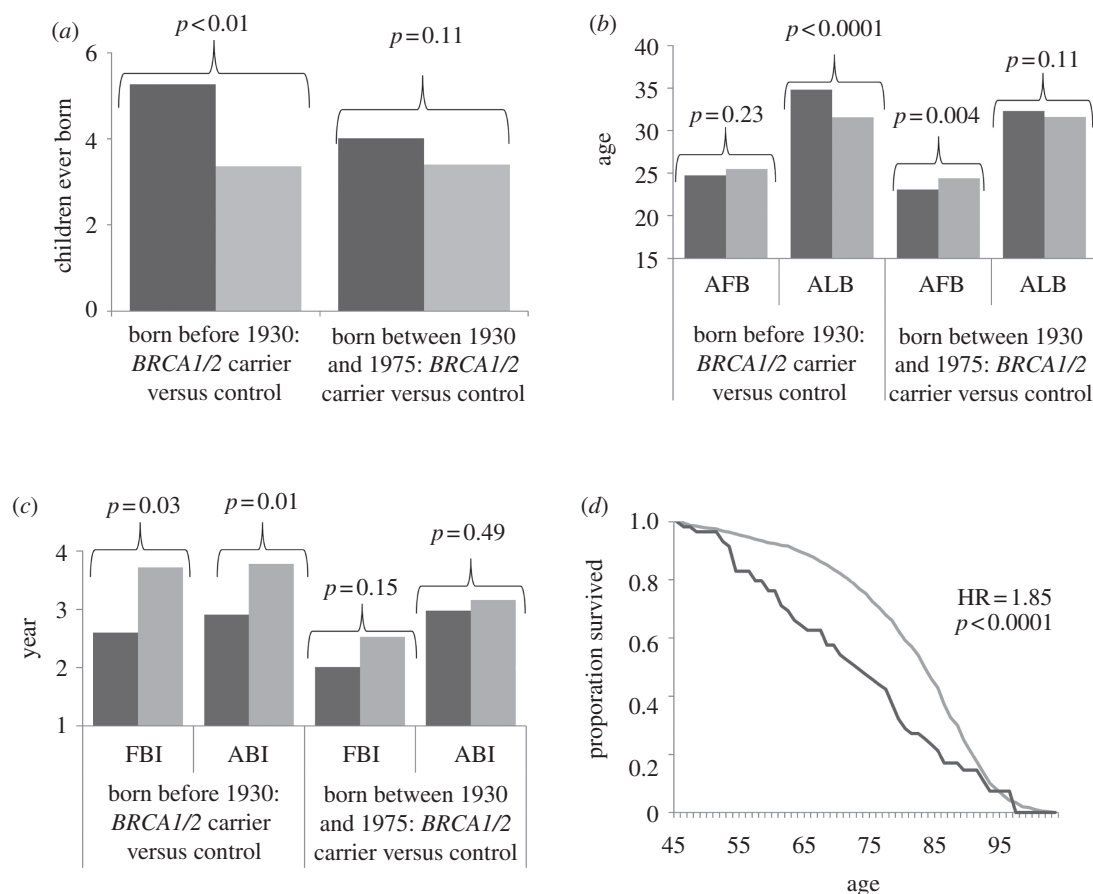 (a)
p<0.01
p=0.11
6
4
2
0
children ever born
born before 1930:
BRCA1/2 carrier
versus control
born between 1930
and 1975: BRCA1/2
carrier versus control
(b)
p<0.0001
p=0.11
p=0.23
p=0.004
40
35
30
25
20
15
age
AFB
ALB
AFB
ALB
born before 1930:
BRCA1/2 carrier
versus control
born between 1930
and 1975: BRCA1/2
carrier versus control
(c)
p=0.03
p=0.01
p=0.15
p=0.49
4
3
2
1
year
FBI
ABI
FBI
ABI
born before 1930:
BRCA1/2 carrier
versus control
born between 1930
and 1975: BRCA1/2
carrier versus control
(d)
1.0
0.8
0.6
0.4
0.2
0
proporation survived
HR=1.85
p<0.0001
45 55 65 75 85 95
age